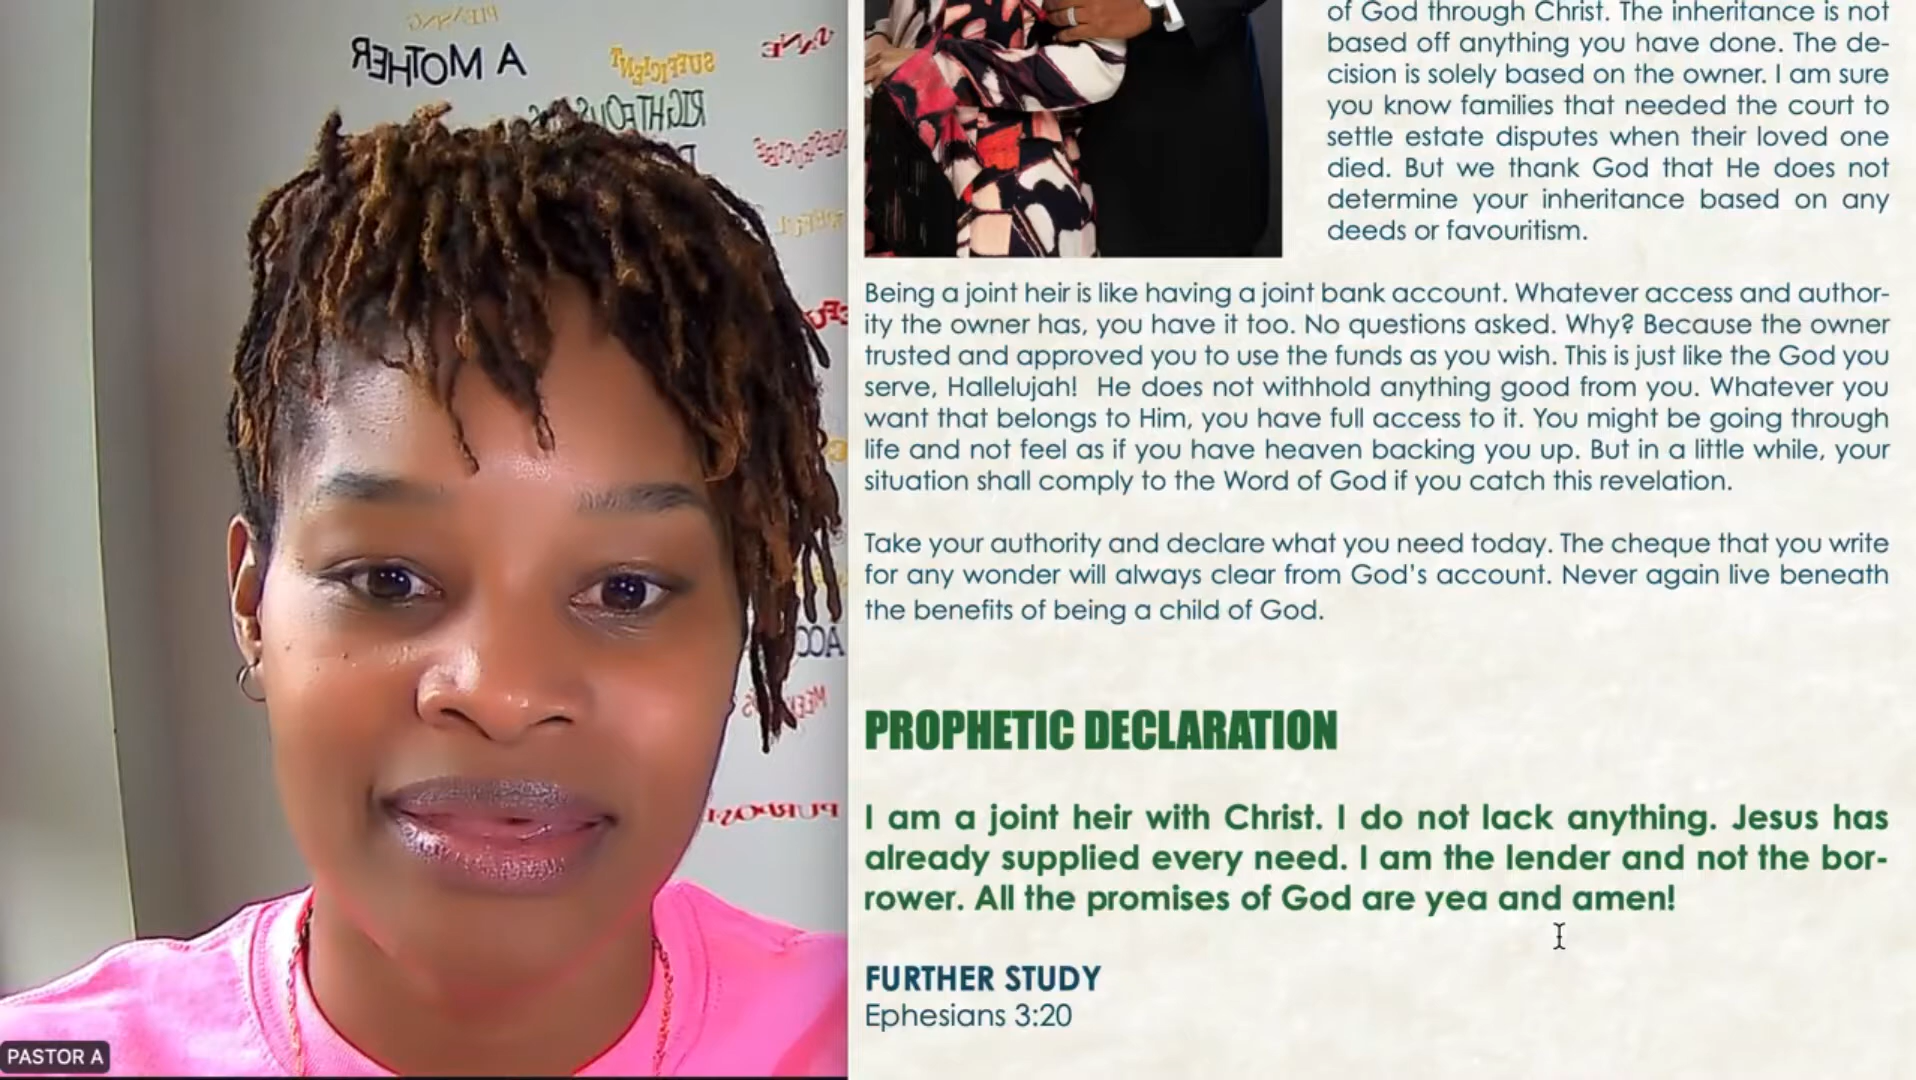 PLEASING
A MOTHER
SUFFICIENT
SANE
RIGHTEOUS
PURPOSE
PASTOR A
of God through Christ. The inheritance is not
based off anything you have done. The de-
cision is solely based on the owner. I am sure
you know families that needed the court to
settle estate disputes when their loved one
died. But we thank God that He does not
determine your inheritance based on any
deeds or favouritism.
Being a joint heir is like having a joint bank account. Whatever access and author-
ity the owner has, you have it too. No questions asked. Why? Because the owner
trusted and approved you to use the funds as you wish. This is just like the God you
serve, Hallelujah! He does not withhold anything good from you. Whatever you
want that belongs to Him, you have full access to it. You might be going through
life and not feel as if you have heaven backing you up. But in a little while, your
situation shall comply to the Word of God if you catch this revelation.
Take your authority and declare what you need today. The cheque that you write
for any wonder will always clear from God's account. Never again live beneath
the benefits of being a child of God.
PROPHETIC DECLARATION
I am a joint heir with Christ. I do not lack anything. Jesus has
already supplied every need. I am the lender and not the bor-
rower. All the promises of God are yea and amen!
FURTHER STUDY
Ephesians 3:20